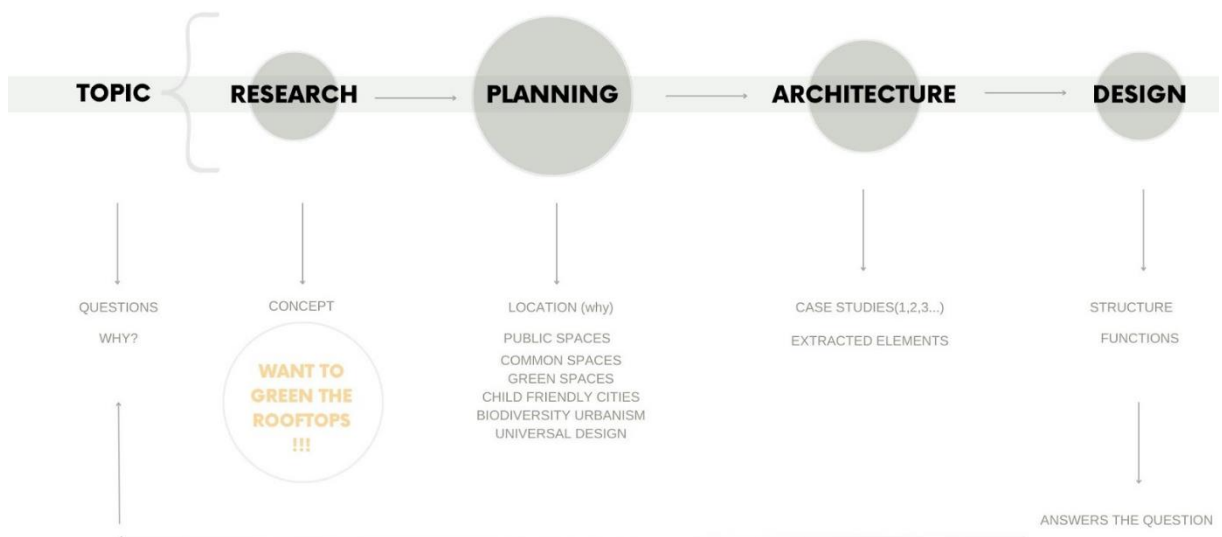 TOPIC
RESEARCH
PLANNING
ARCHITECTURE
DESIGN
QUESTIONS
WHY?
CONCEPT
WANT TO
GREEN THE
ROOFTOPS
!!!
LOCATION (why)
PUBLIC SPACES
COMMON SPACES
GREEN SPACES
CHILD FRIENDLY CITIES
BIODIVERSITY URBANISM
UNIVERSAL DESIGN
CASE STUDIES(1,2,3...)
EXTRACTED ELEMENTS
STRUCTURE
FUNCTIONS
ANSWERS THE QUESTION